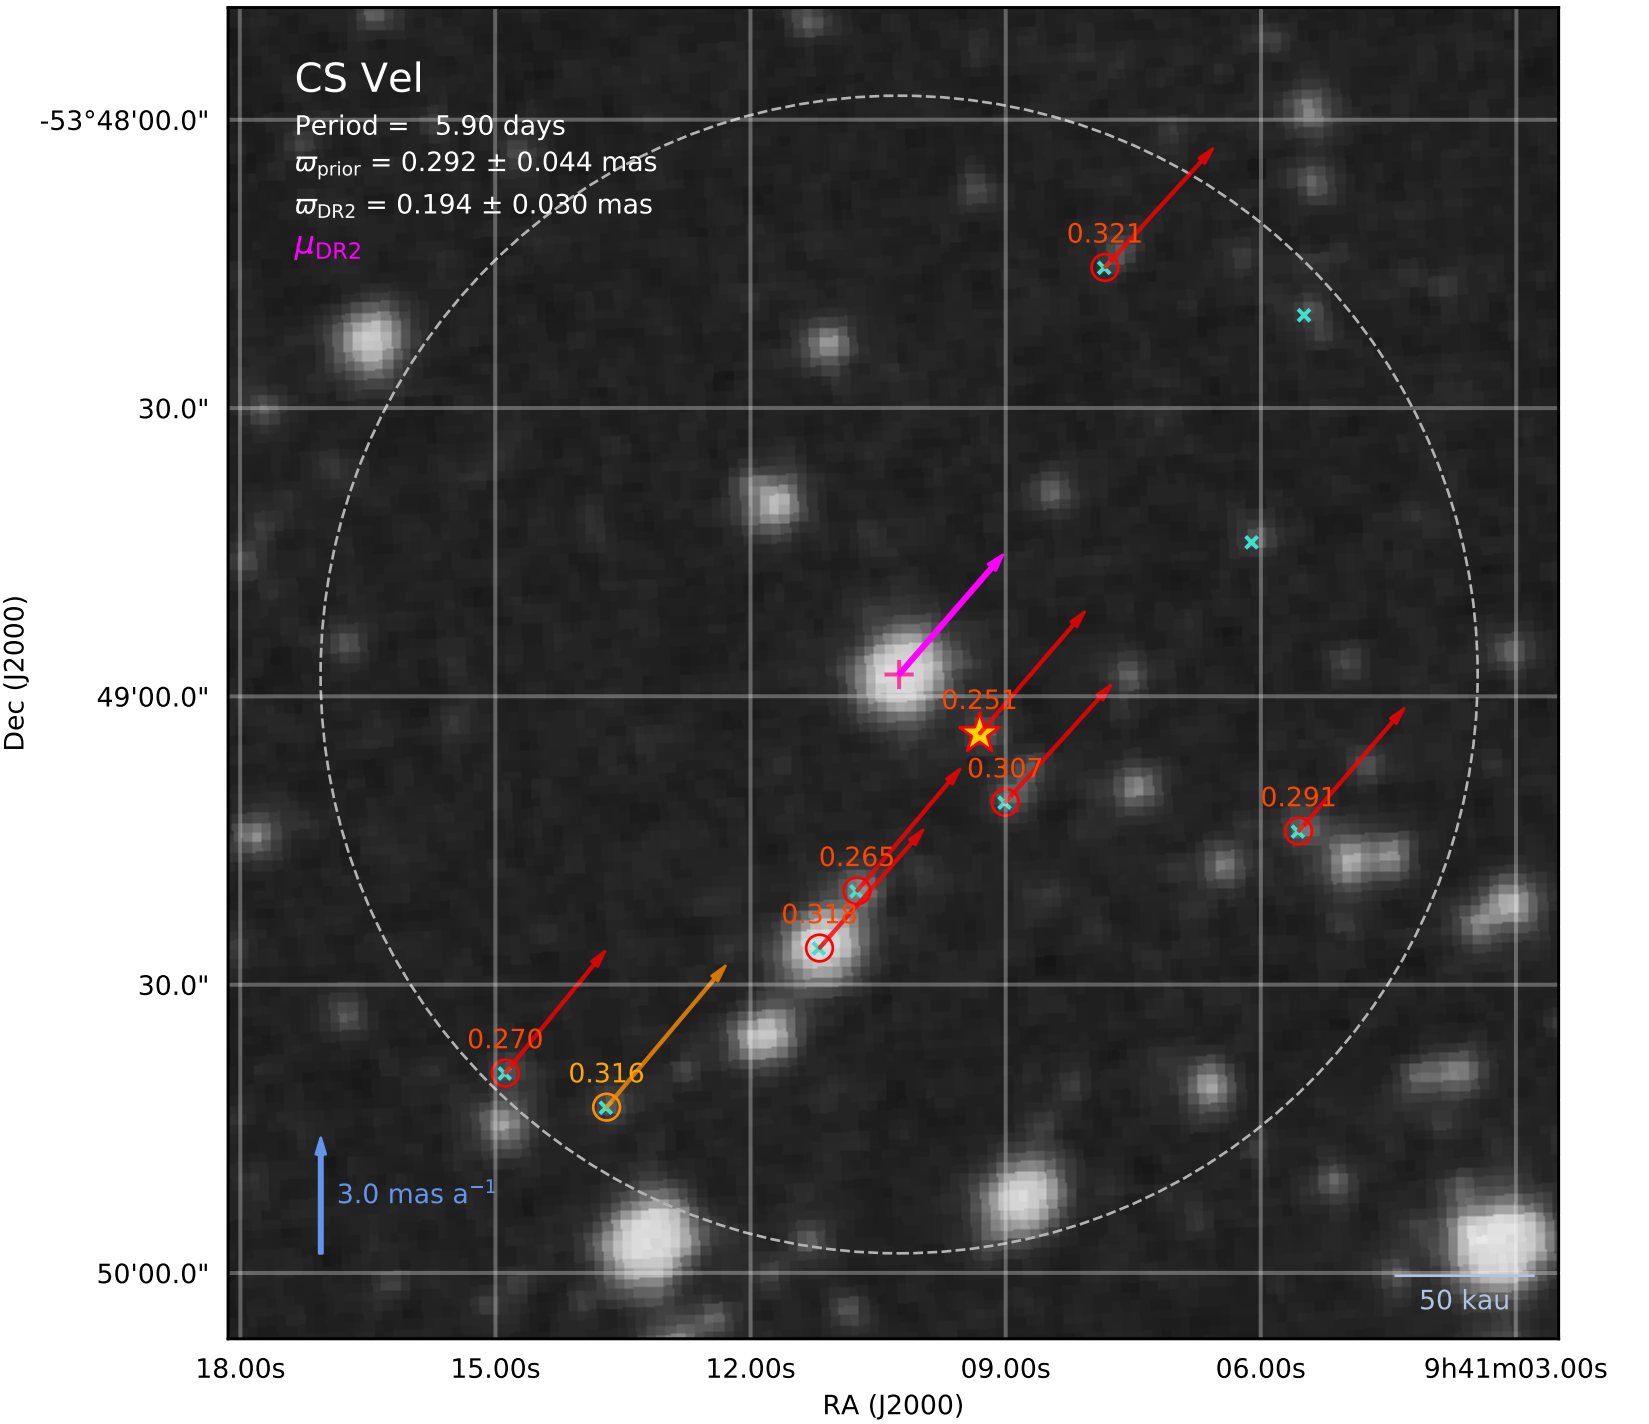 CS Vel
Period = 5.90 days
ϖprior = 0.292 ± 0.044 mas
ϖDR2 = 0.194 ± 0.030 mas
μDR2
-53°48'00.0"
30.0"
49'00.0"
30.0"
50'00.0"
Dec (J2000)
0.321
0.251
0.307
0.291
0.265
0.318
0.270
0.316
3.0 mas a⁻¹
50 kau
18.00s 15.00s 12.00s 09.00s 06.00s 9h41m03.00s
RA (J2000)